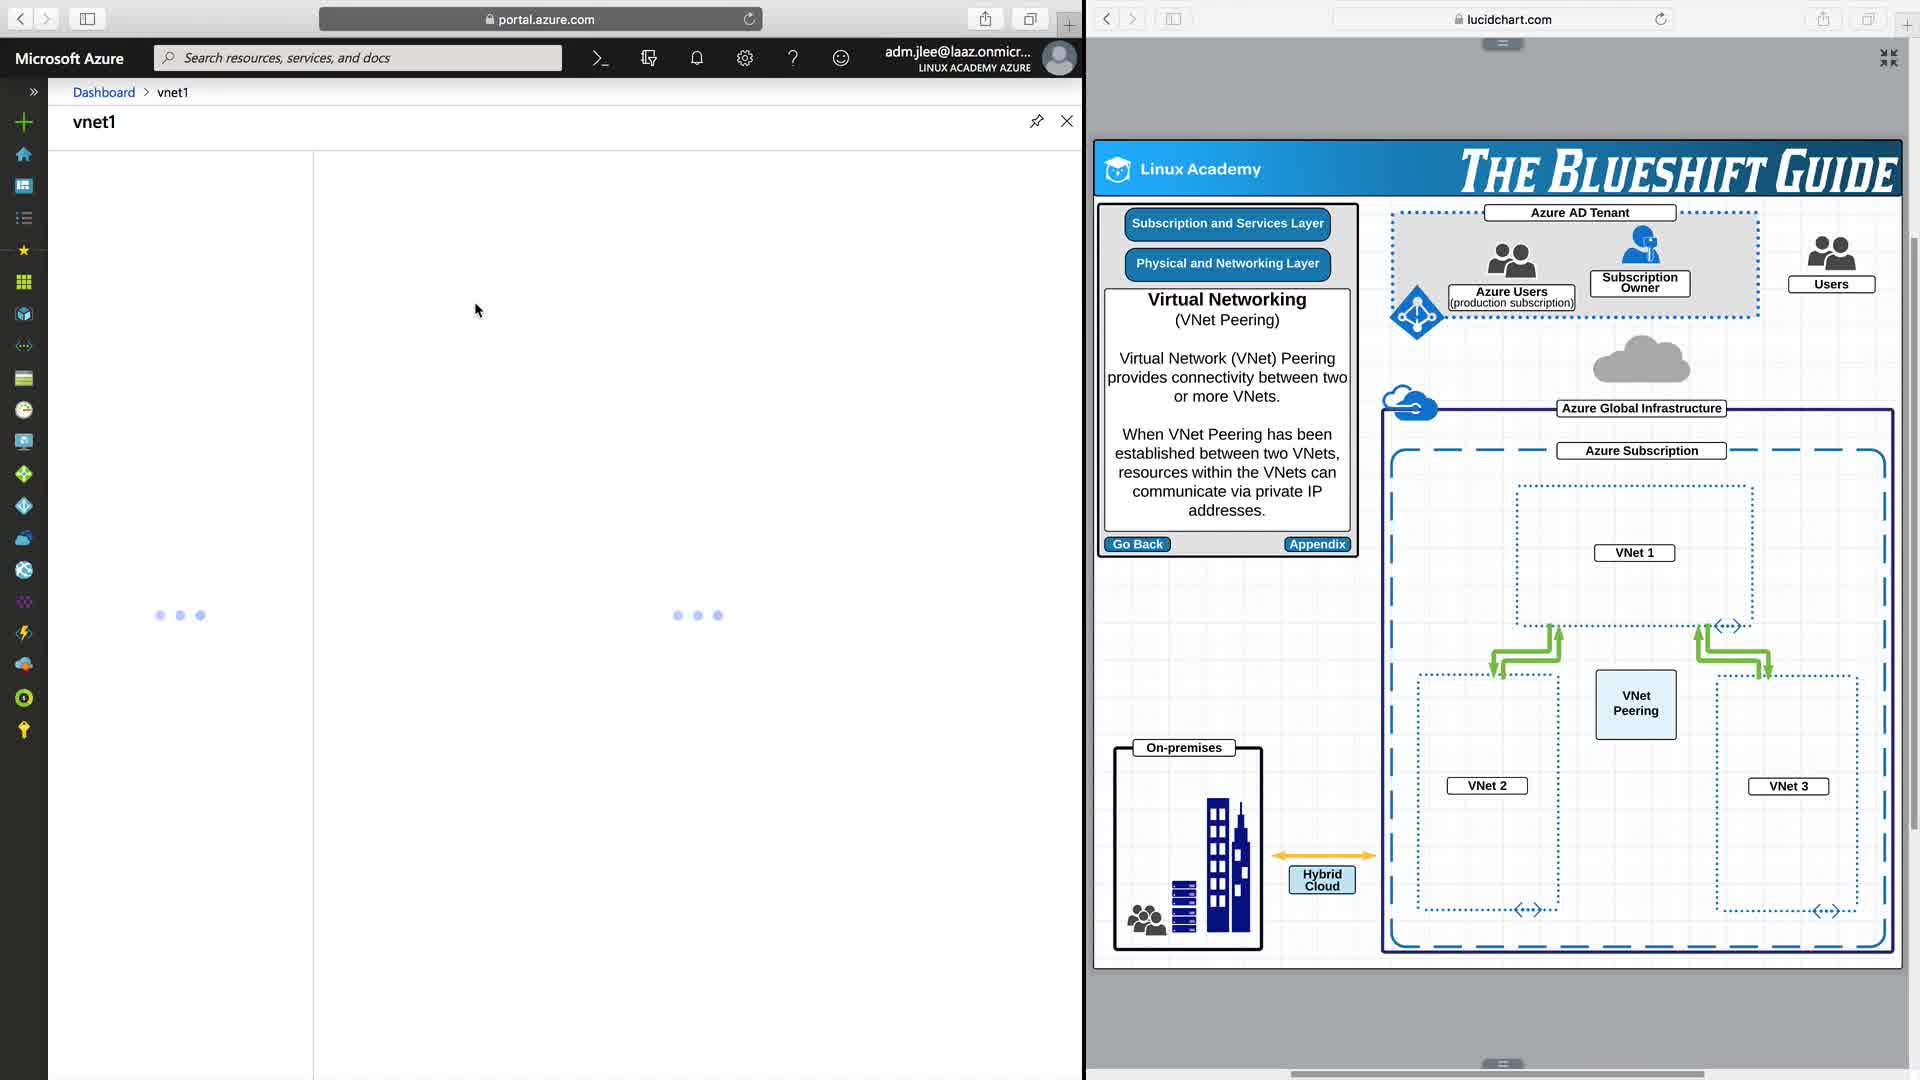 portal.azure.com
Microsoft Azure
Search resources, services, and docs
adm.jlee@laaz.onmicr...
LINUX ACADEMY AZURE
Dashboard > vnet1
vnet1
lucidchart.com
Linux Academy
THE BLUESHIFT GUIDE
Subscription and Services Layer
Physical and Networking Layer
Virtual Networking
(VNet Peering)
Virtual Network (VNet) Peering
provides connectivity between two
or more VNets.
When VNet Peering has been
established between two VNets,
resources within the VNets can
communicate via private IP
addresses.
Go Back
Appendix
Azure AD Tenant
Azure Users
(production subscription)
Subscription
Owner
Users
Azure Global Infrastructure
Azure Subscription
VNet 1
VNet
Peering
VNet 2
VNet 3
On-premises
Hybrid
Cloud